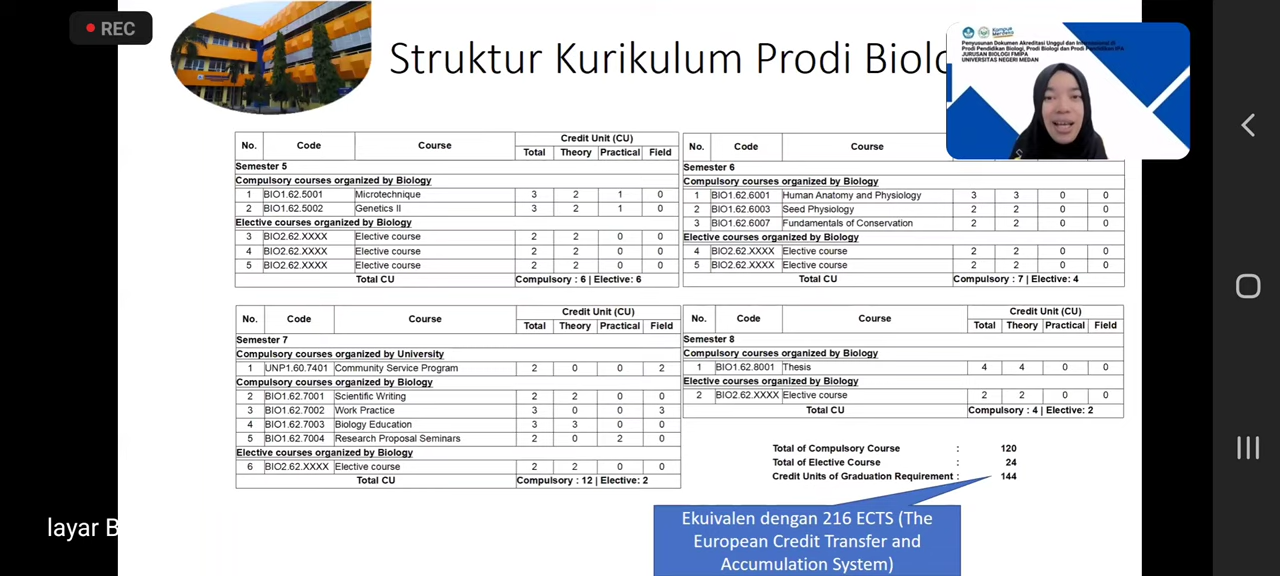 REC
Struktur Kurikulum Prodi Biolo
Kampus
Merdeka
Penyusunan Dokumen Akreditasi Unggul dan Internasional di
Prodi Pendidikan Biologi, Prodi Biologi dan Prodi Pendidikan IPA
JURUSAN BIOLOGI FMIPA
UNIVERSITAS NEGERI MEDAN
No. Code Course Credit Unit (CU)
Total Theory Practical Field
Semester 5
Compulsory courses organized by Biology
1 BIO1.62.5001 Microtechnique 3 2 1 0
2 BIO1.62.5002 Genetics II 3 2 1 0
Elective courses organized by Biology
3 BIO2.62.XXXX Elective course 2 2 0 0
4 BIO2.62.XXXX Elective course 2 2 0 0
5 BIO2.62.XXXX Elective course 2 2 0 0
Total CU Compulsory : 6 | Elective: 6
No. Code Course
Semester 6
Compulsory courses organized by Biology
1 BIO1.62.6001 Human Anatomy and Physiology 3 3 0 0
2 BIO1.62.6003 Seed Physiology 2 2 0 0
3 BIO1.62.6007 Fundamentals of Conservation 2 2 0 0
Elective courses organized by Biology
4 BIO2.62.XXXX Elective course 2 2 0 0
5 BIO2.62.XXXX Elective course 2 2 0 0
Total CU Compulsory : 7 | Elective: 4
No. Code Course Credit Unit (CU)
Total Theory Practical Field
Semester 7
Compulsory courses organized by University
1 UNP1.60.7401 Community Service Program 2 0 0 2
Compulsory courses organized by Biology
2 BIO1.62.7001 Scientific Writing 2 2 0 0
3 BIO1.62.7002 Work Practice 3 0 0 3
4 BIO1.62.7003 Biology Education 3 3 0 0
5 BIO1.62.7004 Research Proposal Seminars 2 0 2 0
Elective courses organized by Biology
6 BIO2.62.XXXX Elective course 2 2 0 0
Total CU Compulsory : 12 | Elective: 2
No. Code Course Credit Unit (CU)
Total Theory Practical Field
Semester 8
Compulsory courses organized by Biology
1 BIO1.62.8001 Thesis 4 4 0 0
Elective courses organized by Biology
2 BIO2.62.XXXX Elective course 2 2 0 0
Total CU Compulsory : 4 | Elective: 2
Total of Compulsory Course : 120
Total of Elective Course : 24
Credit Units of Graduation Requirement : 144
Ekuivalen dengan 216 ECTS (The
European Credit Transfer and
Accumulation System)
layar B